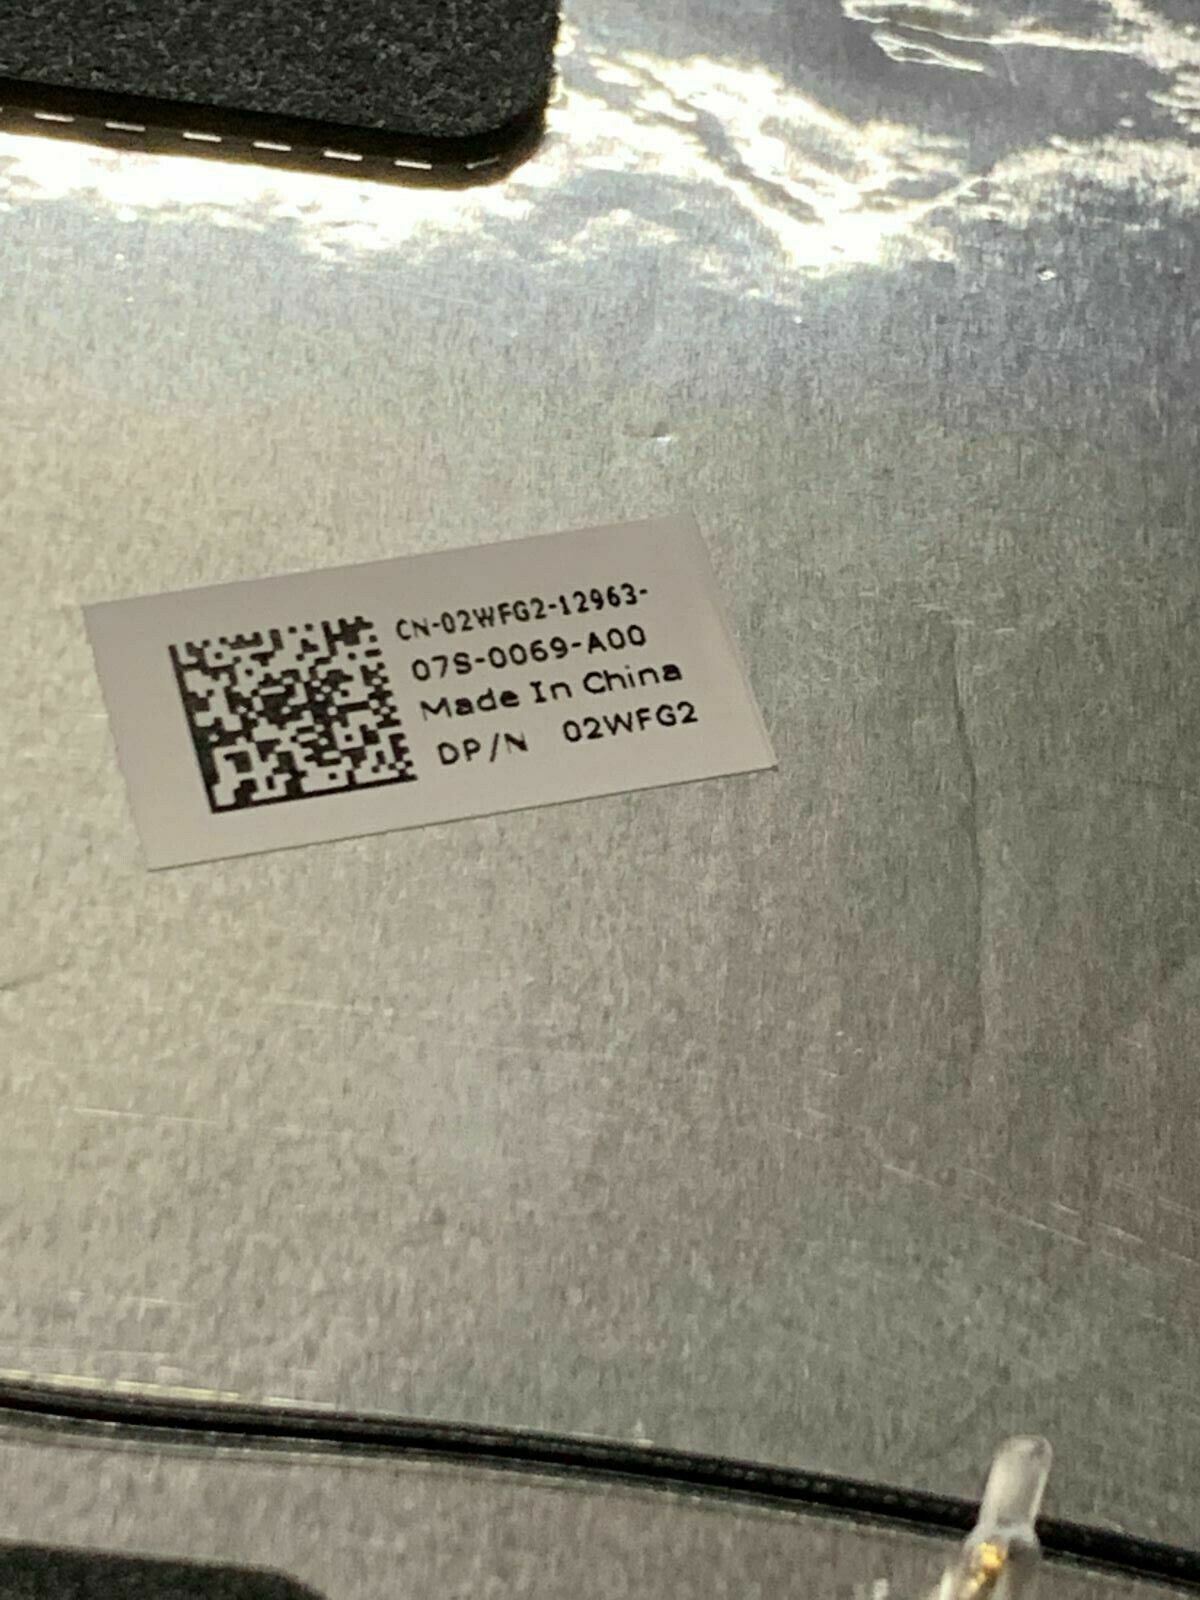 CN-02WFG2-12963-
07S-0069-A00
Made In China
DP/N 02WFG2